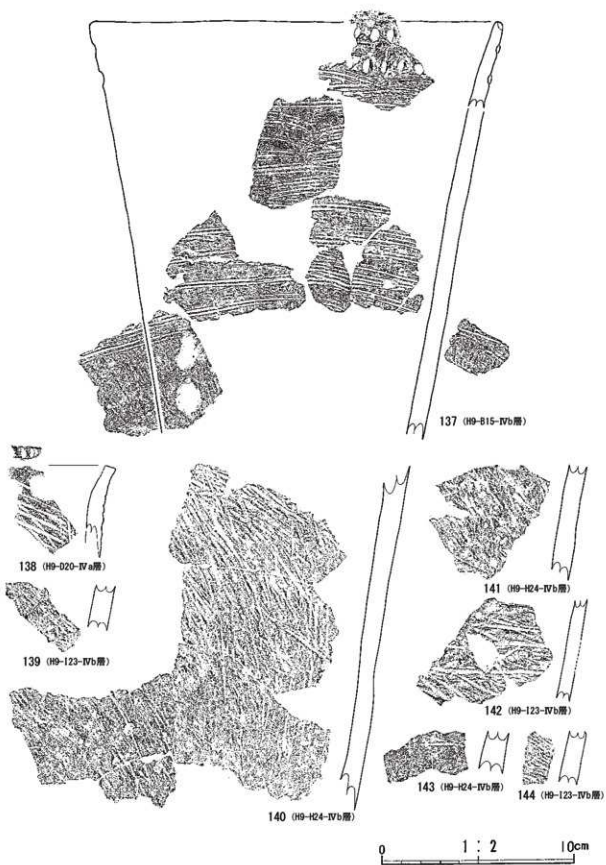 137 (H9-B15-Ⅳb層)
138 (H9-D20-Ⅳa層)
139 (H9-I23-Ⅳb層)
140 (H9-H24-Ⅳb層)
141 (H9-H24-Ⅳb層)
142 (H9-I23-Ⅳb層)
143 (H9-H24-Ⅳb層)
144 (H9-I23-Ⅳb層)
0 1:2 10cm